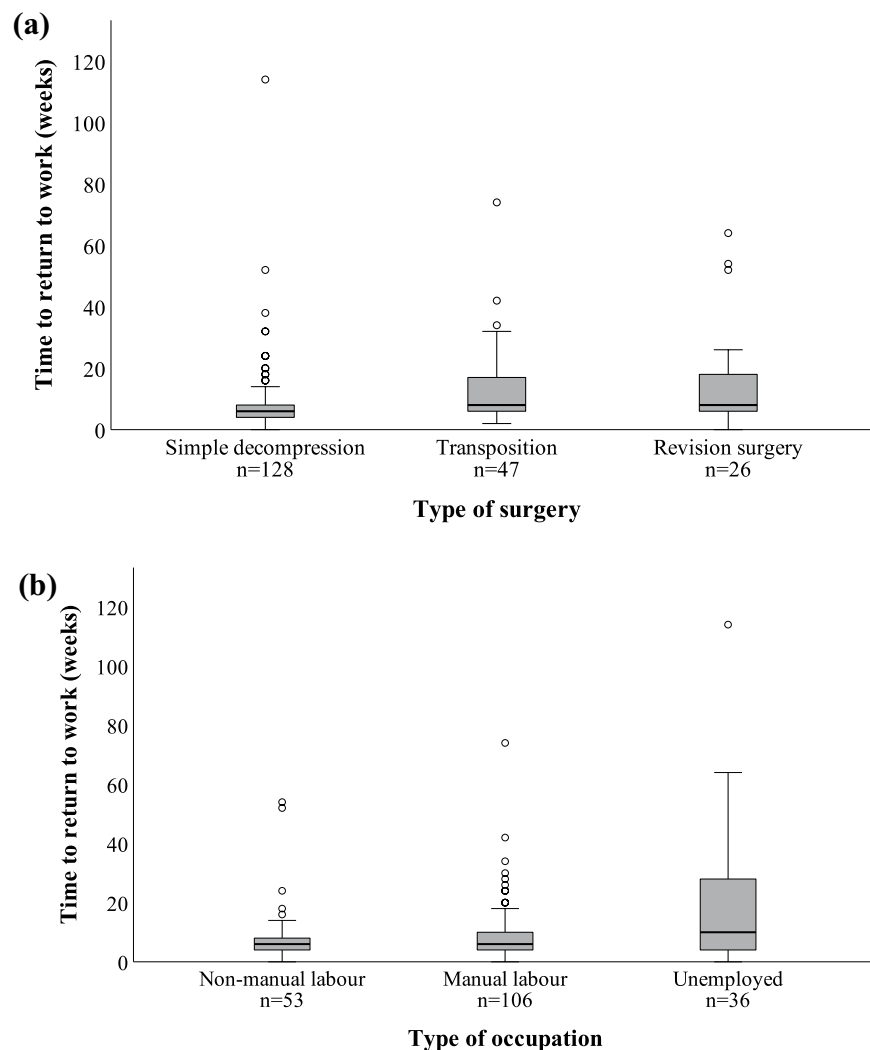 (a)
Time to return to work (weeks)
120
100
80
60
40
20
0
Simple decompression Transposition Revision surgery
n=128 n=47 n=26
Type of surgery
(b)
Time to return to work (weeks)
120
100
80
60
40
20
0
Non-manual labour Manual labour Unemployed
n=53 n=106 n=36
Type of occupation